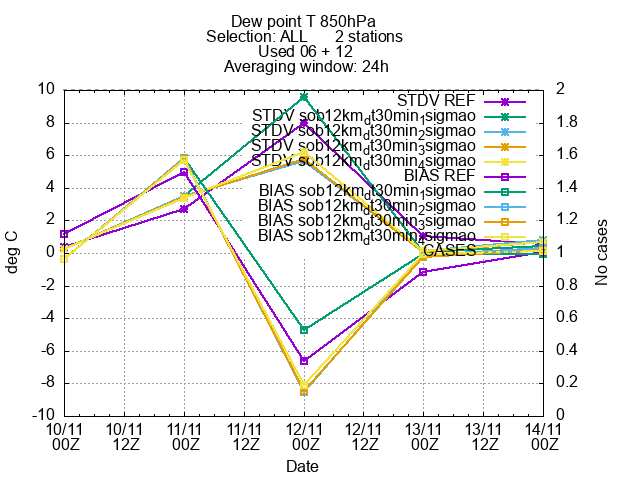 Dew point T 850hPa
Selection: ALL 2 stations
Used 06 + 12
Averaging window: 24h
STDV REF
STDV sob12km_dt30min_1sigmao
STDV sob12km_dt30min_2sigmao
STDV sob12km_dt30min_3sigmao
STDV sob12km_dt30min_4sigmao
BIAS REF
BIAS sob12km_dt30min_1sigmao
BIAS sob12km_dt30min_2sigmao
BIAS sob12km_dt30min_3sigmao
BIAS sob12km_dt30min_4sigmao
CASES
deg C
10
8
6
4
2
0
-2
-4
-6
-8
-10
No cases
2
1.8
1.6
1.4
1.2
1
0.8
0.6
0.4
0.2
0
10/11 10/11 11/11 11/11 12/11 12/11 13/11 13/11 14/11
00Z 12Z 00Z 12Z 00Z 12Z 00Z 12Z 00Z
Date